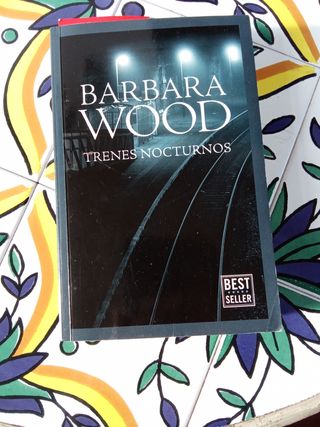 BARBARA
WOOD
TRENES NOCTURNOS
BEST
SELLER